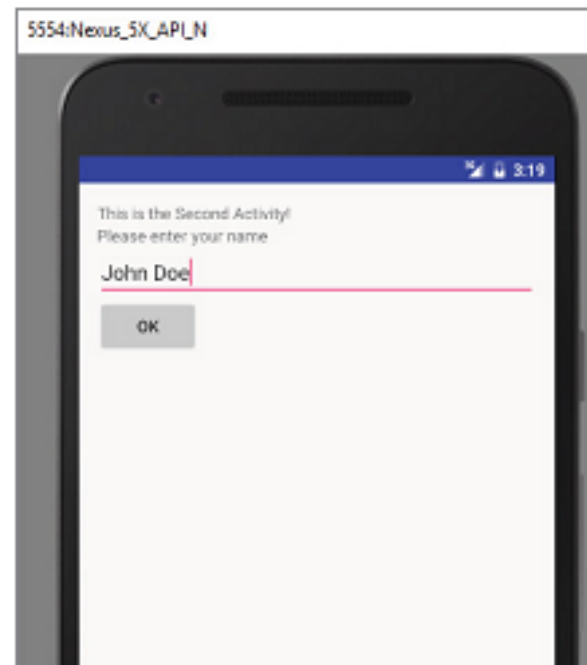 5554:Nexus_5X_API_N
3:19
This is the Second Activity!
Please enter your name
John Doe
OK